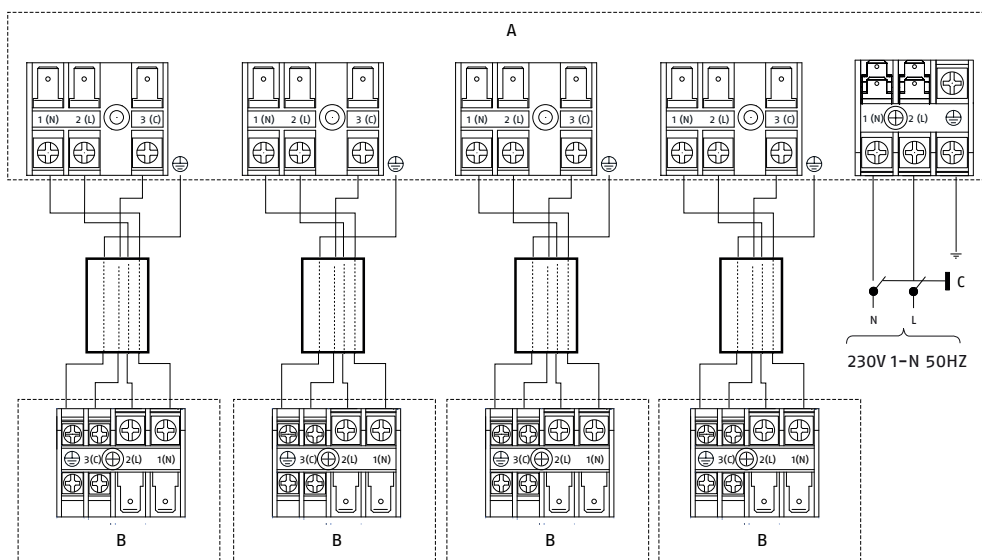 A
1 (N) 2 (L) 3 (C) 1 (N) 2 (L) 3 (C) 1 (N) 2 (L) 3 (C) 1 (N) 2 (L) 3 (C) 1 (N) 2 (L)
C
N L
230V 1~N 50HZ
3(C) 2(L) 1(N) 3(C) 2(L) 1(N) 3(C) 2(L) 1(N) 3(C) 2(L) 1(N)
B B B B